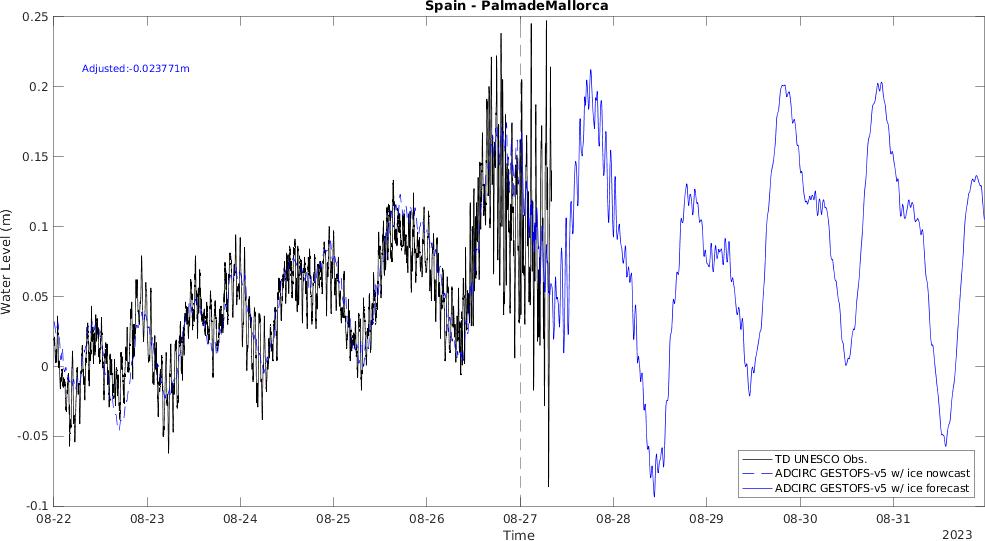 Spain - PalmadeMallorca
Adjusted:-0.023771m
Water Level (m)
0.25
0.2
0.15
0.1
0.05
0
-0.05
-0.1
TD UNESCO Obs.
ADCIRC GESTOFS-v5 w/ ice nowcast
ADCIRC GESTOFS-v5 w/ ice forecast
08-22 08-23 08-24 08-25 08-26 08-27 08-28 08-29 08-30 08-31
Time
2023